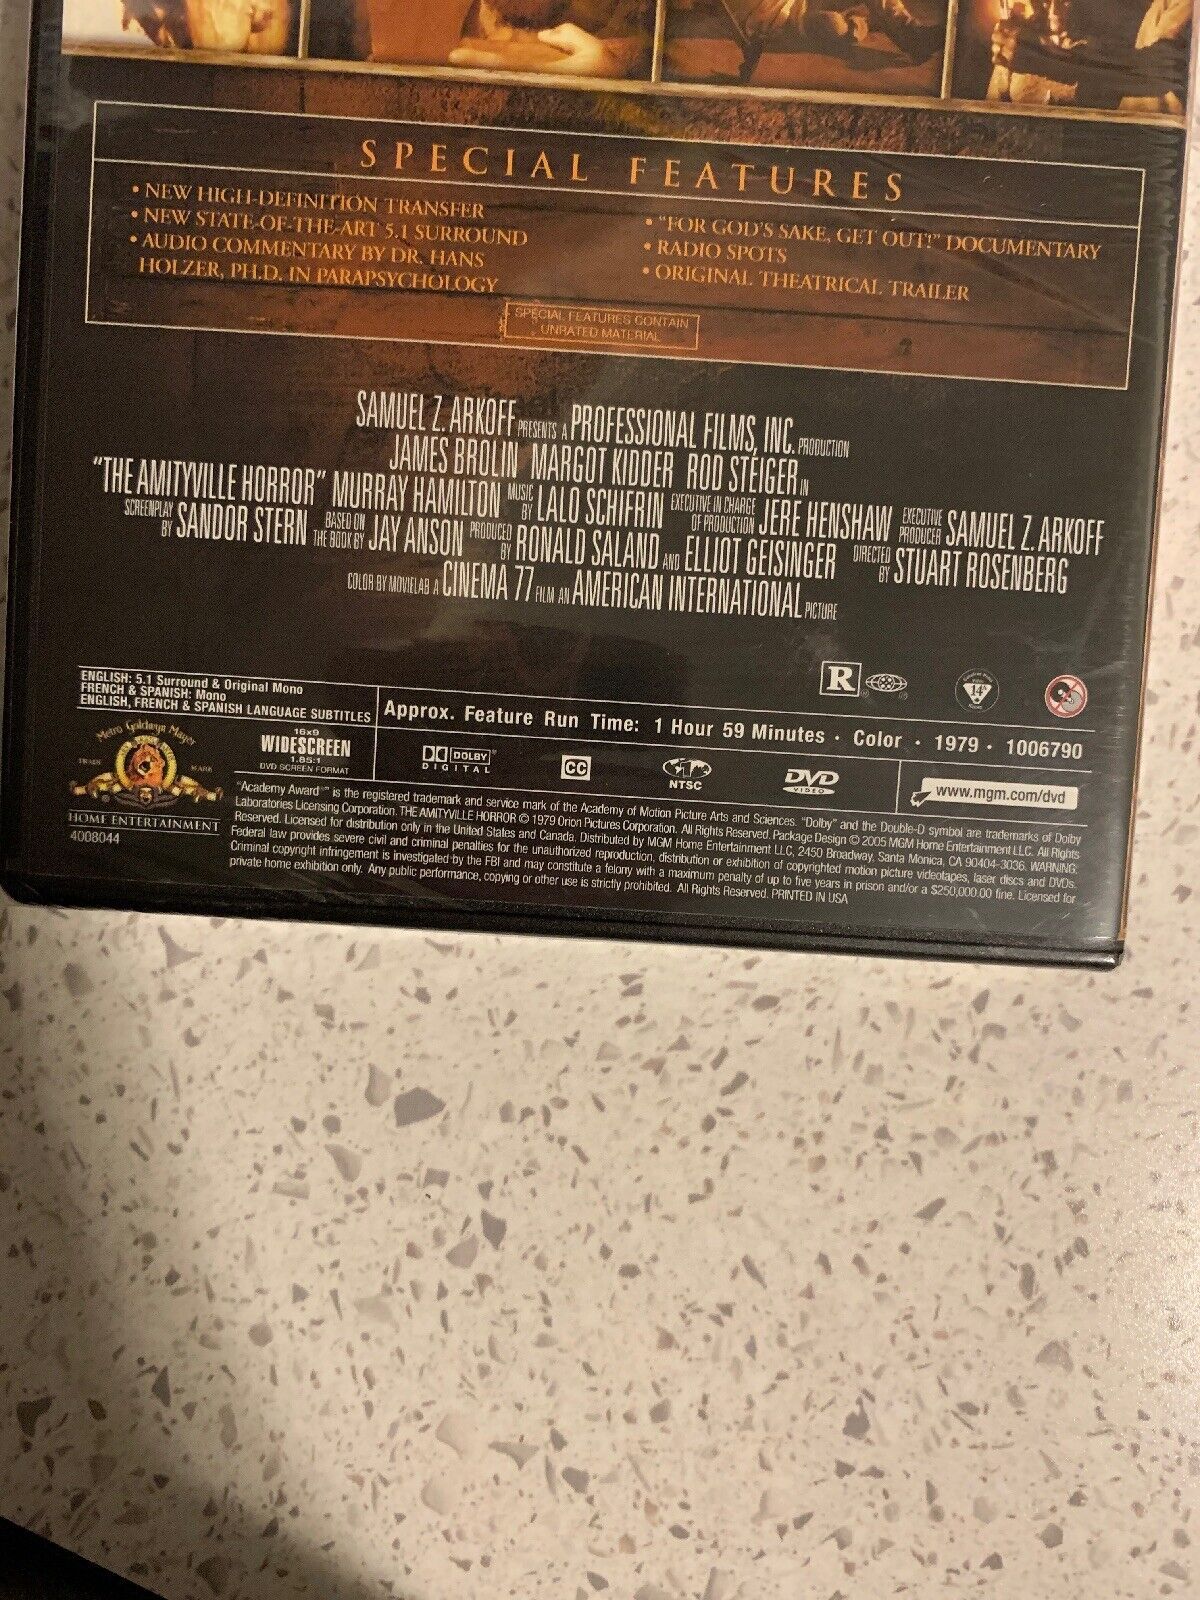 SPECIAL FEATURES
• NEW HIGH-DEFINITION TRANSFER
• NEW STATE-OF-THE-ART 5.1 SURROUND
• AUDIO COMMENTARY BY DR. HANS
HOLZER, PH.D. IN PARAPSYCHOLOGY
• "FOR GOD'S SAKE, GET OUT!" DOCUMENTARY
• RADIO SPOTS
• ORIGINAL THEATRICAL TRAILER
SPECIAL FEATURES CONTAIN
UNRATED MATERIAL
SAMUEL Z. ARKOFF PRESENTS A PROFESSIONAL FILMS, INC. PRODUCTION
JAMES BROLIN MARGOT KIDDER ROD STEIGER IN
"THE AMITYVILLE HORROR" MURRAY HAMILTON MUSIC BY LALO SCHIFRIN EXECUTIVE IN CHARGE OF PRODUCTION JERE HENSHAW EXECUTIVE PRODUCER SAMUEL Z. ARKOFF
SCREENPLAY BY SANDOR STERN BASED ON THE BOOK BY JAY ANSON PRODUCED BY RONALD SALAND AND ELLIOT GEISINGER DIRECTED BY STUART ROSENBERG
COLOR BY MOVIELAB A CINEMA 77 FILM AN AMERICAN INTERNATIONAL PICTURE
R
14
ENGLISH: 5.1 Surround & Original Mono
FRENCH & SPANISH: Mono
ENGLISH, FRENCH & SPANISH LANGUAGE SUBTITLES
Approx. Feature Run Time: 1 Hour 59 Minutes • Color • 1979 • 1006790
Metro Goldwyn Mayer
TRADE MARK
HOME ENTERTAINMENT
4008044
16x9
WIDESCREEN
1.85:1
DVD SCREEN FORMAT
DOLBY
DIGITAL
CC
NTSC
DVD
VIDEO
www.mgm.com/dvd
"Academy Award®" is the registered trademark and service mark of the Academy of Motion Picture Arts and Sciences. "Dolby" and the Double-D symbol are trademarks of Dolby
Laboratories Licensing Corporation. THE AMITYVILLE HORROR © 1979 Orion Pictures Corporation. All Rights Reserved. Package Design © 2005 MGM Home Entertainment LLC. All Rights
Reserved. Licensed for distribution only in the United States and Canada. Distributed by MGM Home Entertainment LLC, 2450 Broadway, Santa Monica, CA 90404-3036. WARNING:
Federal law provides severe civil and criminal penalties for the unauthorized reproduction, distribution or exhibition of copyrighted motion picture videotapes, laser discs and DVDs.
Criminal copyright infringement is investigated by the FBI and may constitute a felony with a maximum penalty of up to five years in prison and/or a $250,000.00 fine. Licensed for
private home exhibition only. Any public performance, copying or other use is strictly prohibited. All Rights Reserved. PRINTED IN USA